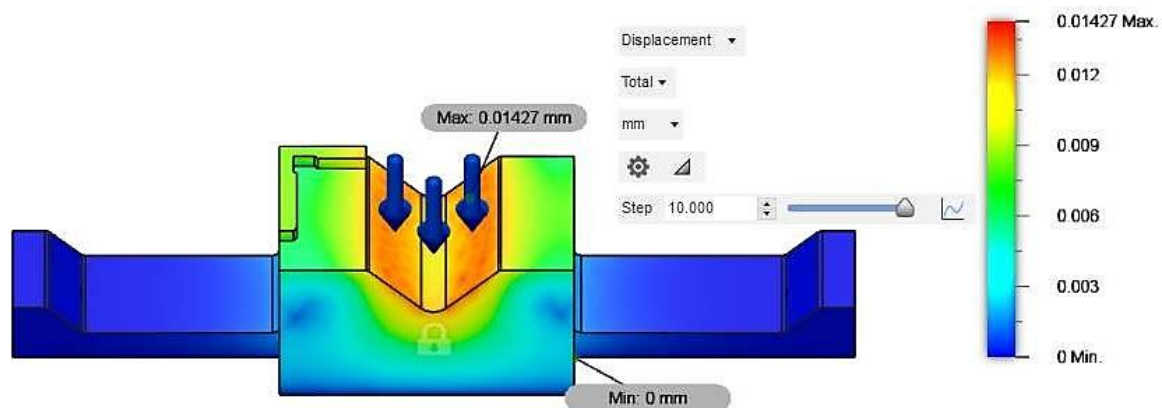 Displacement
Total
mm
Step 10.000
Max: 0.01427 mm
Min: 0 mm
0.01427 Max.
0.012
0.009
0.006
0.003
0 Min.